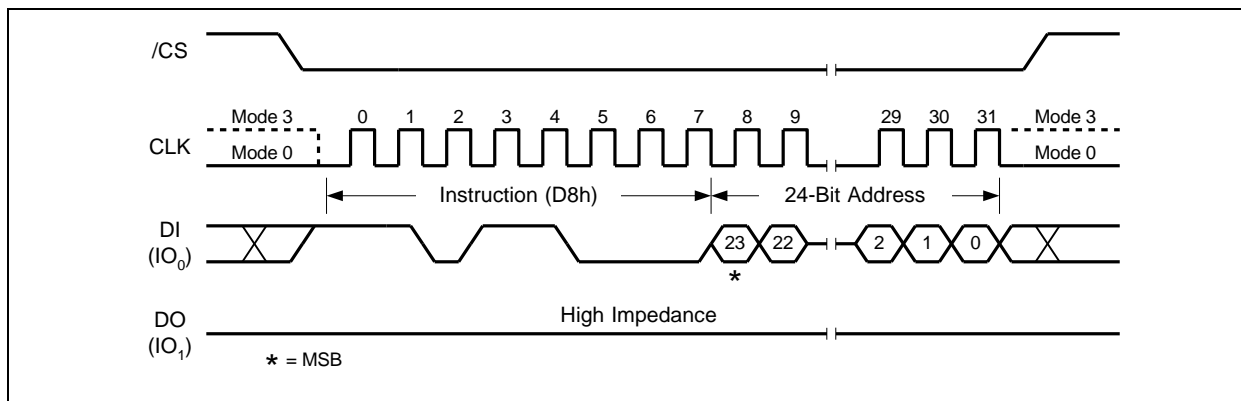 /CS
Mode 3 0 1 2 3 4 5 6 7 8 9 29 30 31 Mode 3
CLK
Mode 0 Mode 0
Instruction (D8h) 24-Bit Address
DI
(IO₀)
23 22 2 1 0
*
High Impedance
DO
(IO₁)
* = MSB